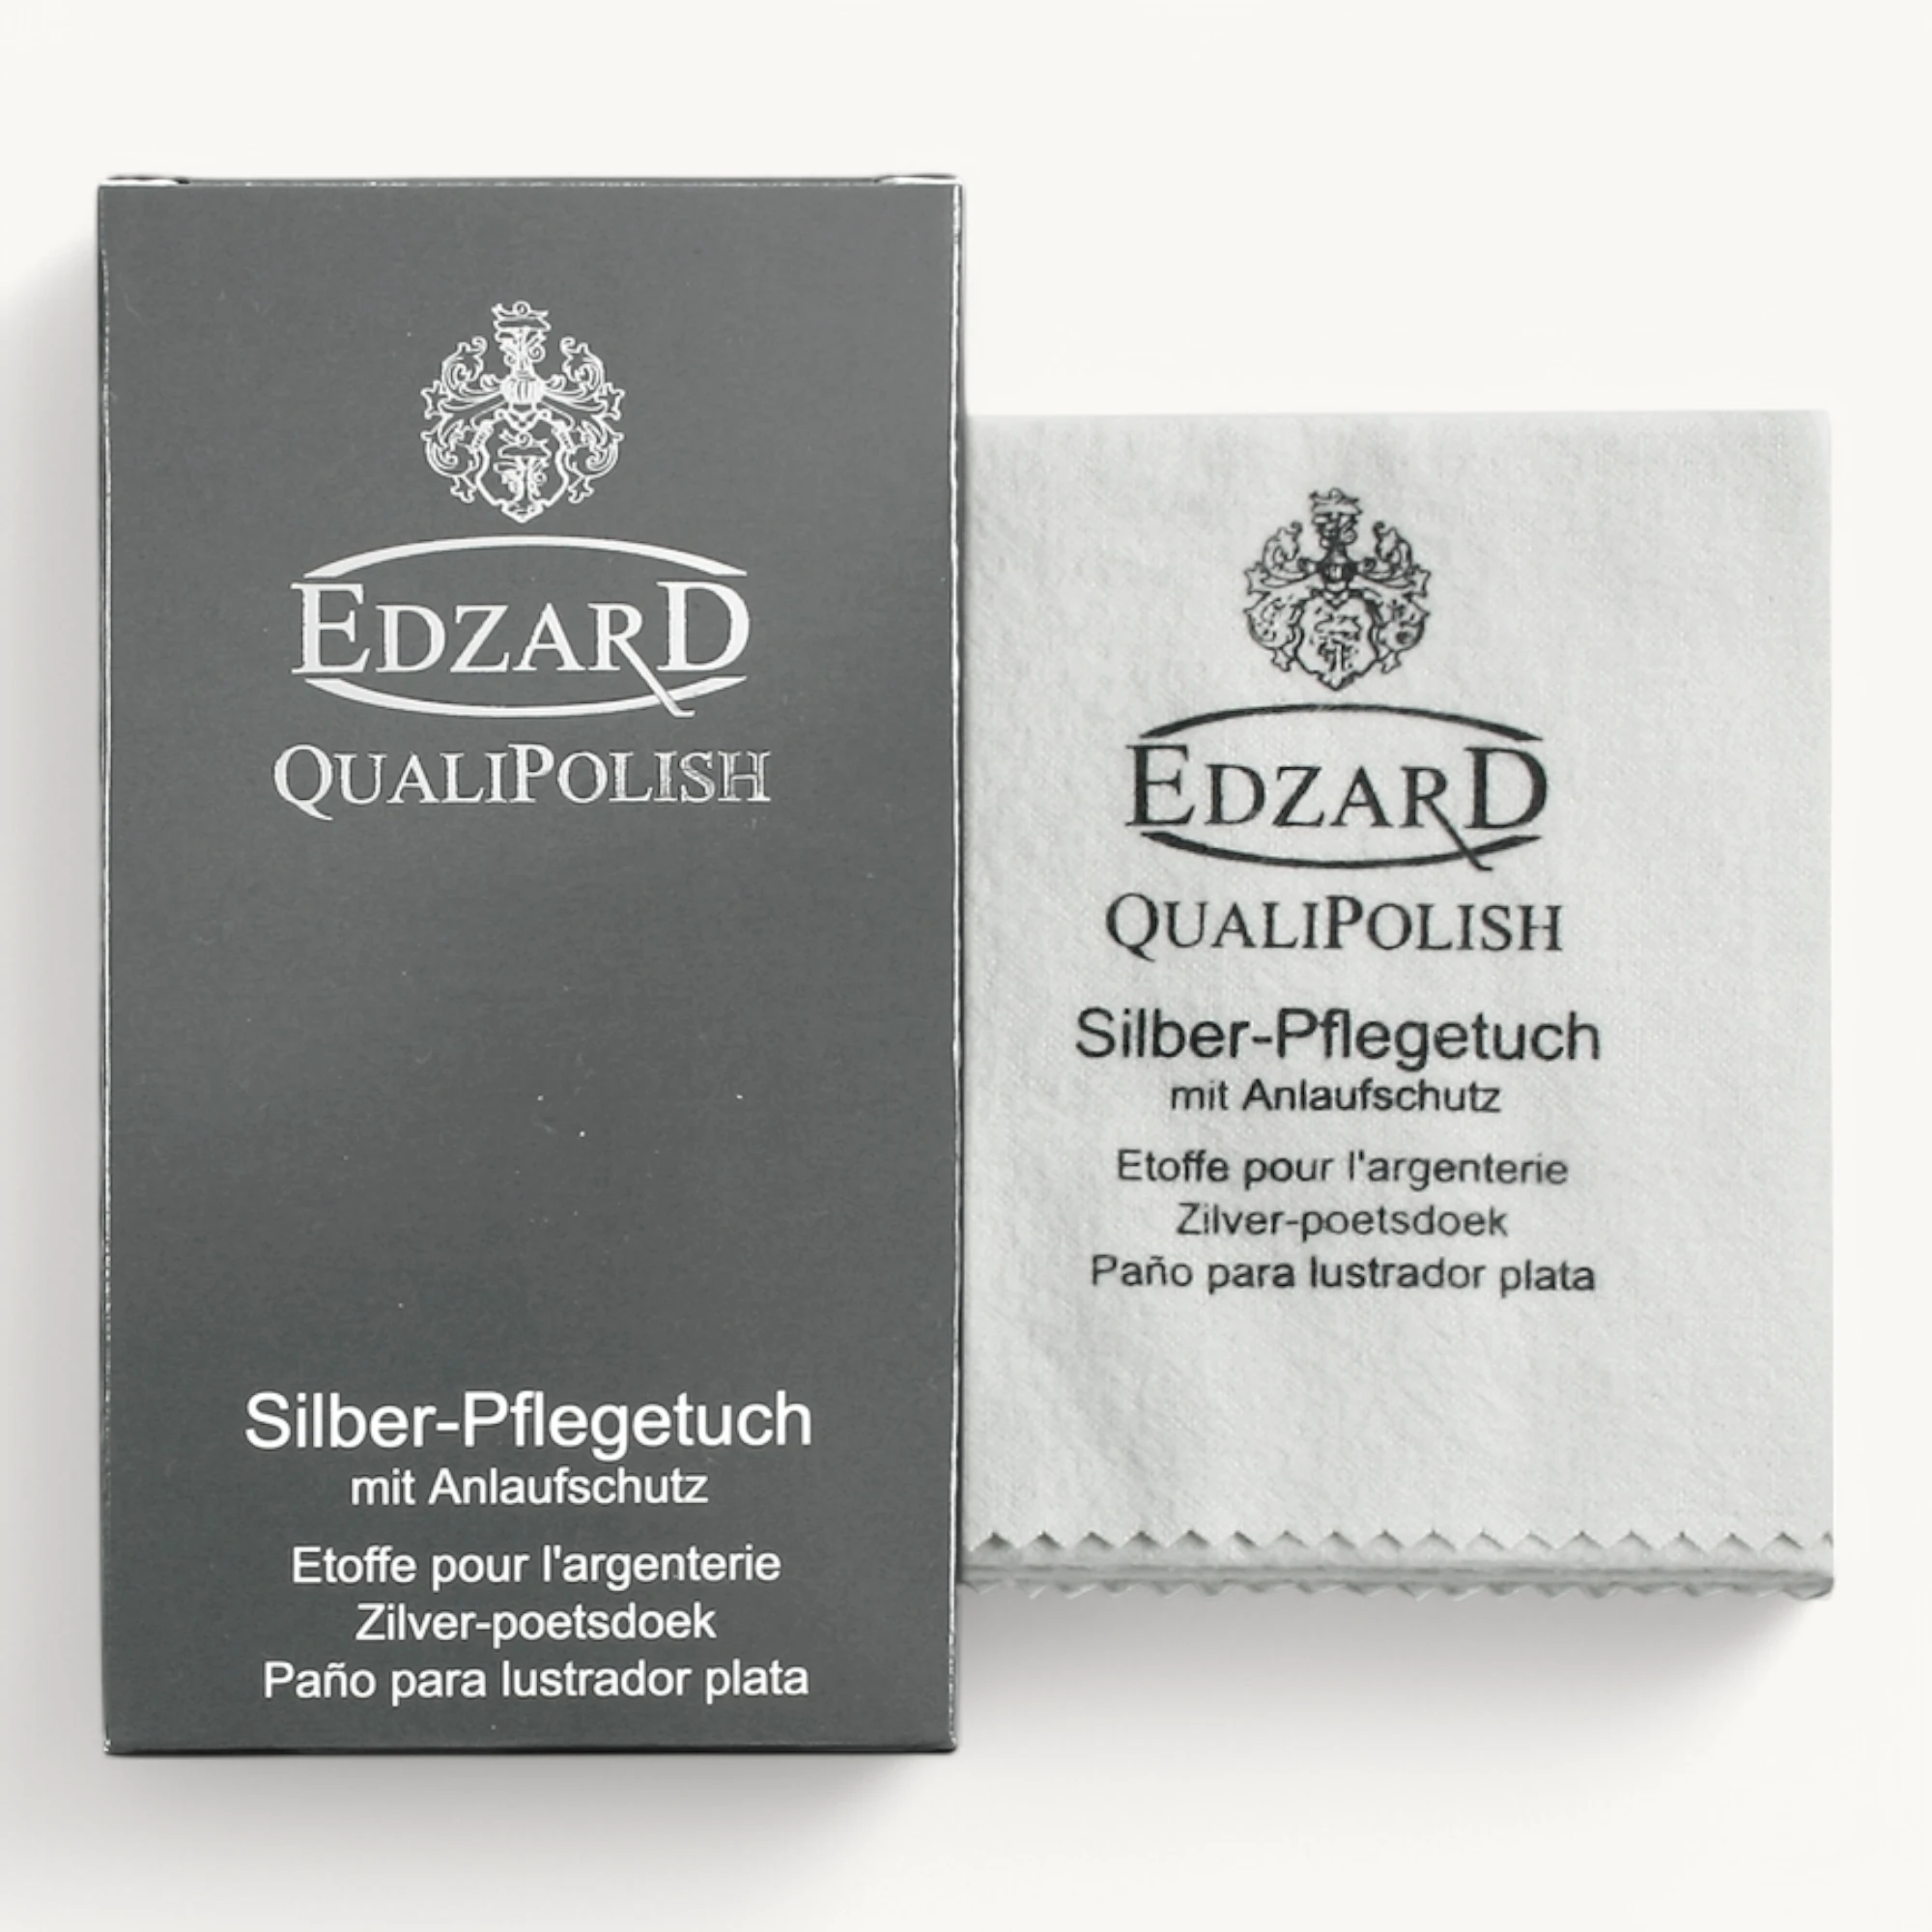 EDZARD
QUALIPOLISH
Silber-Pflegetuch
mit Anlaufschutz
Etoffe pour l'argenterie
Zilver-poetsdoek
Paño para lustrador plata
EDZARD
QUALIPOLISH
Silber-Pflegetuch
mit Anlaufschutz
Etoffe pour l'argenterie
Zilver-poetsdoek
Paño para lustrador plata